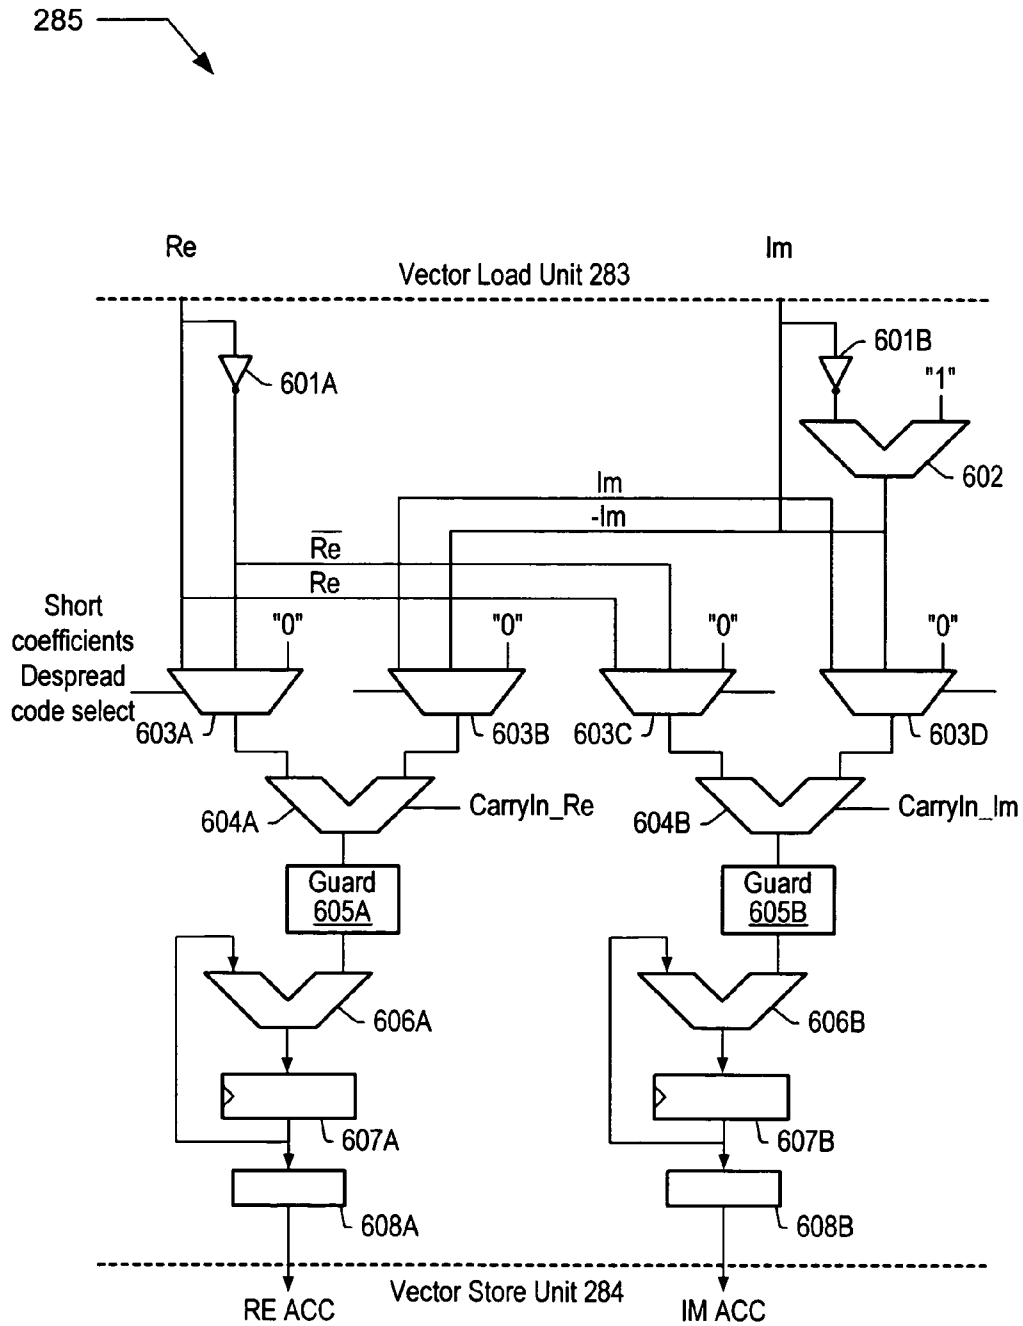 285
Re
Im
Vector Load Unit 283
601A
601B
"1"
602
Im
-Im
R̅e̅
Re
Short
coefficients
Despread
code select
"0"
"0"
"0"
"0"
603A
603B
603C
603D
604A
CarryIn_Re
604B
CarryIn_Im
Guard
605A
Guard
605B
606A
606B
607A
607B
608A
608B
Vector Store Unit 284
RE ACC
IM ACC